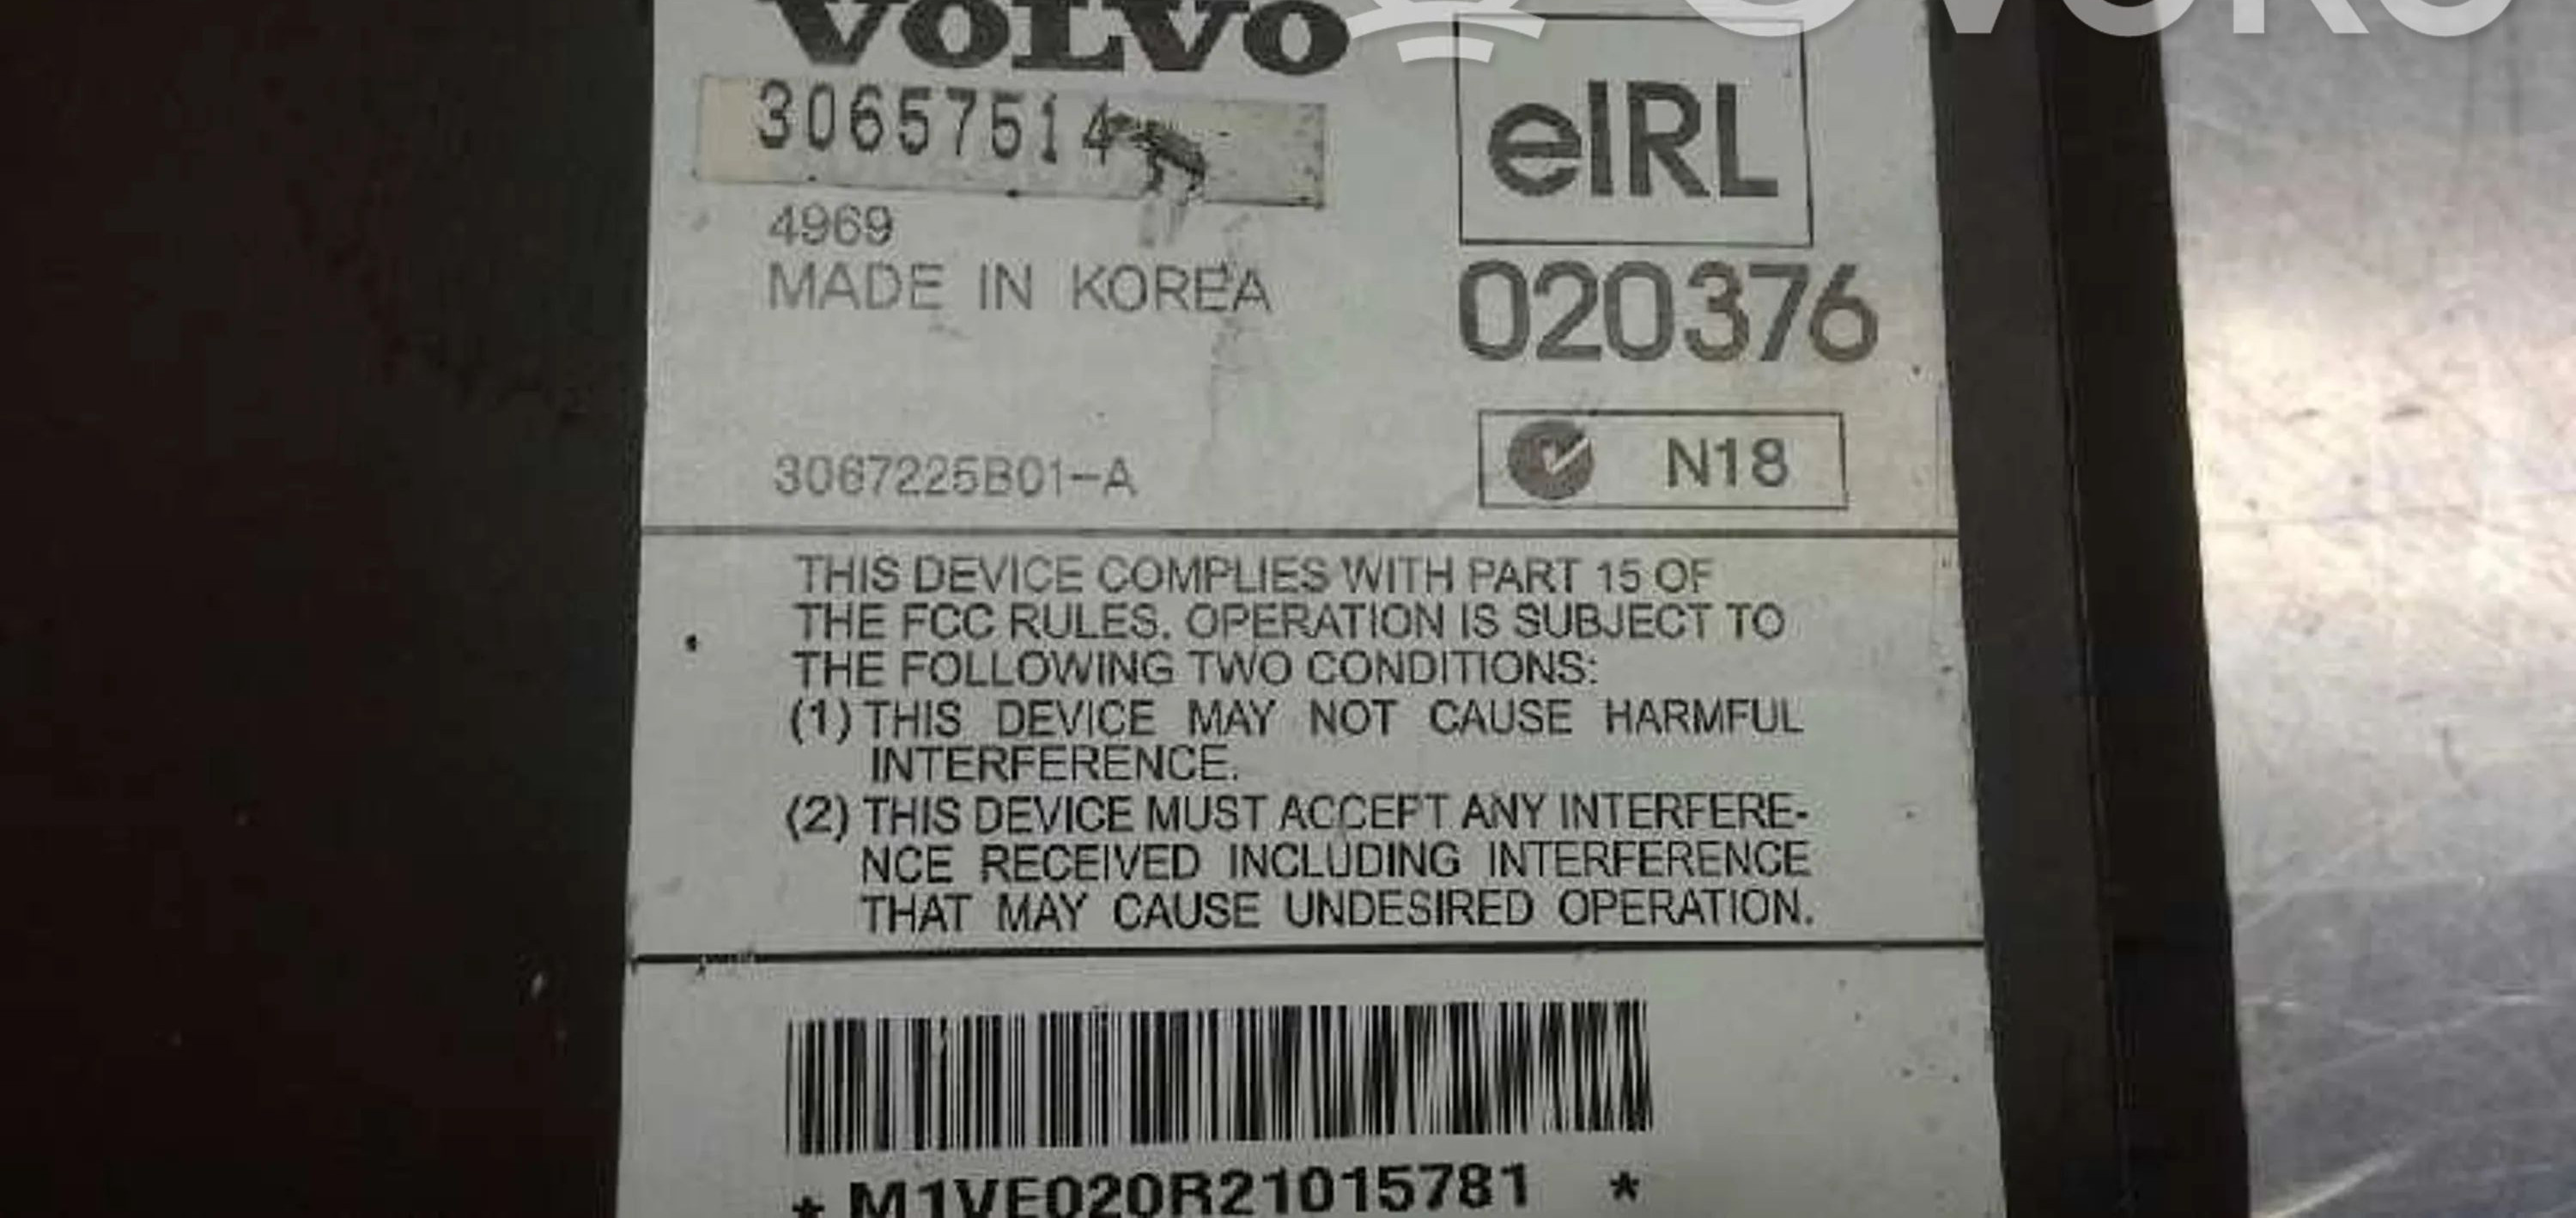 VOLVO
30657514
eIRL
4969
MADE IN KOREA
020376
3067225B01-A
N18
THIS DEVICE COMPLIES WITH PART 15 OF
THE FCC RULES. OPERATION IS SUBJECT TO
THE FOLLOWING TWO CONDITIONS:
(1) THIS DEVICE MAY NOT CAUSE HARMFUL
INTERFERENCE.
(2) THIS DEVICE MUST ACCEPT ANY INTERFERE-
NCE RECEIVED INCLUDING INTERFERENCE
THAT MAY CAUSE UNDESIRED OPERATION.
* M1VE020R21015781 *